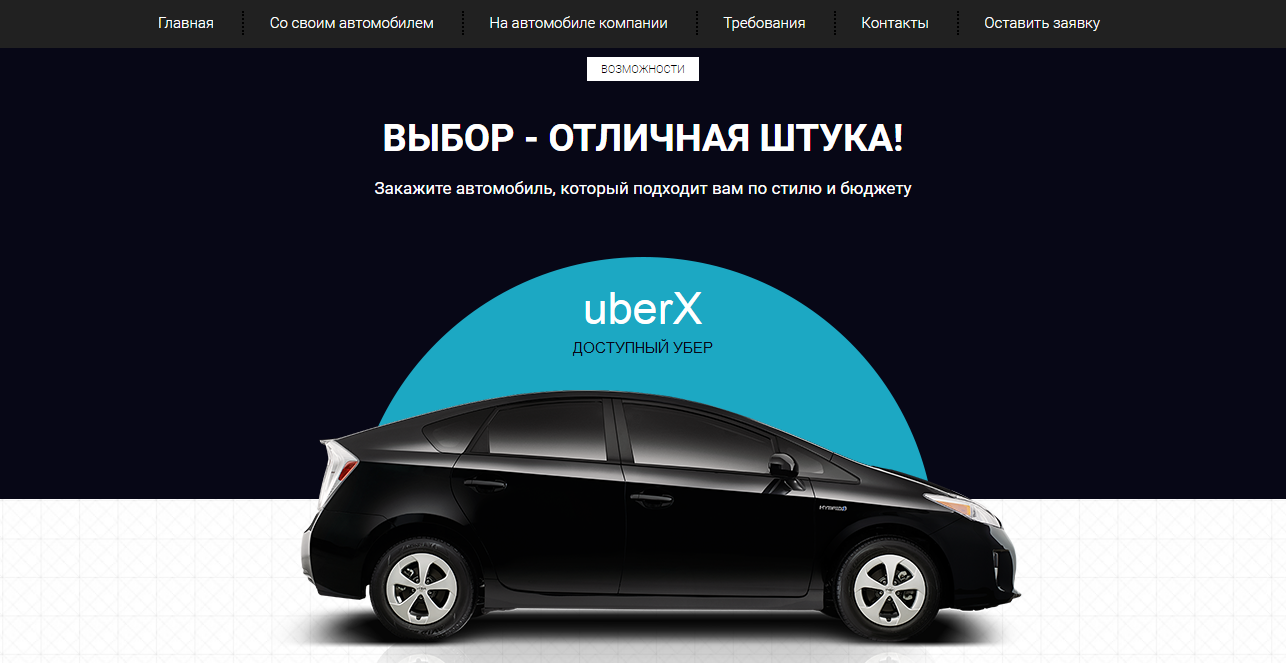 Главная
Со своим автомобилем
На автомобиле компании
Требования
Контакты
Оставить заявку
ВОЗМОЖНОСТИ
ВЫБОР - ОТЛИЧНАЯ ШТУКА!
Закажите автомобиль, который подходит вам по стилю и бюджету
uberX
ДОСТУПНЫЙ УБЕР
HYBRID